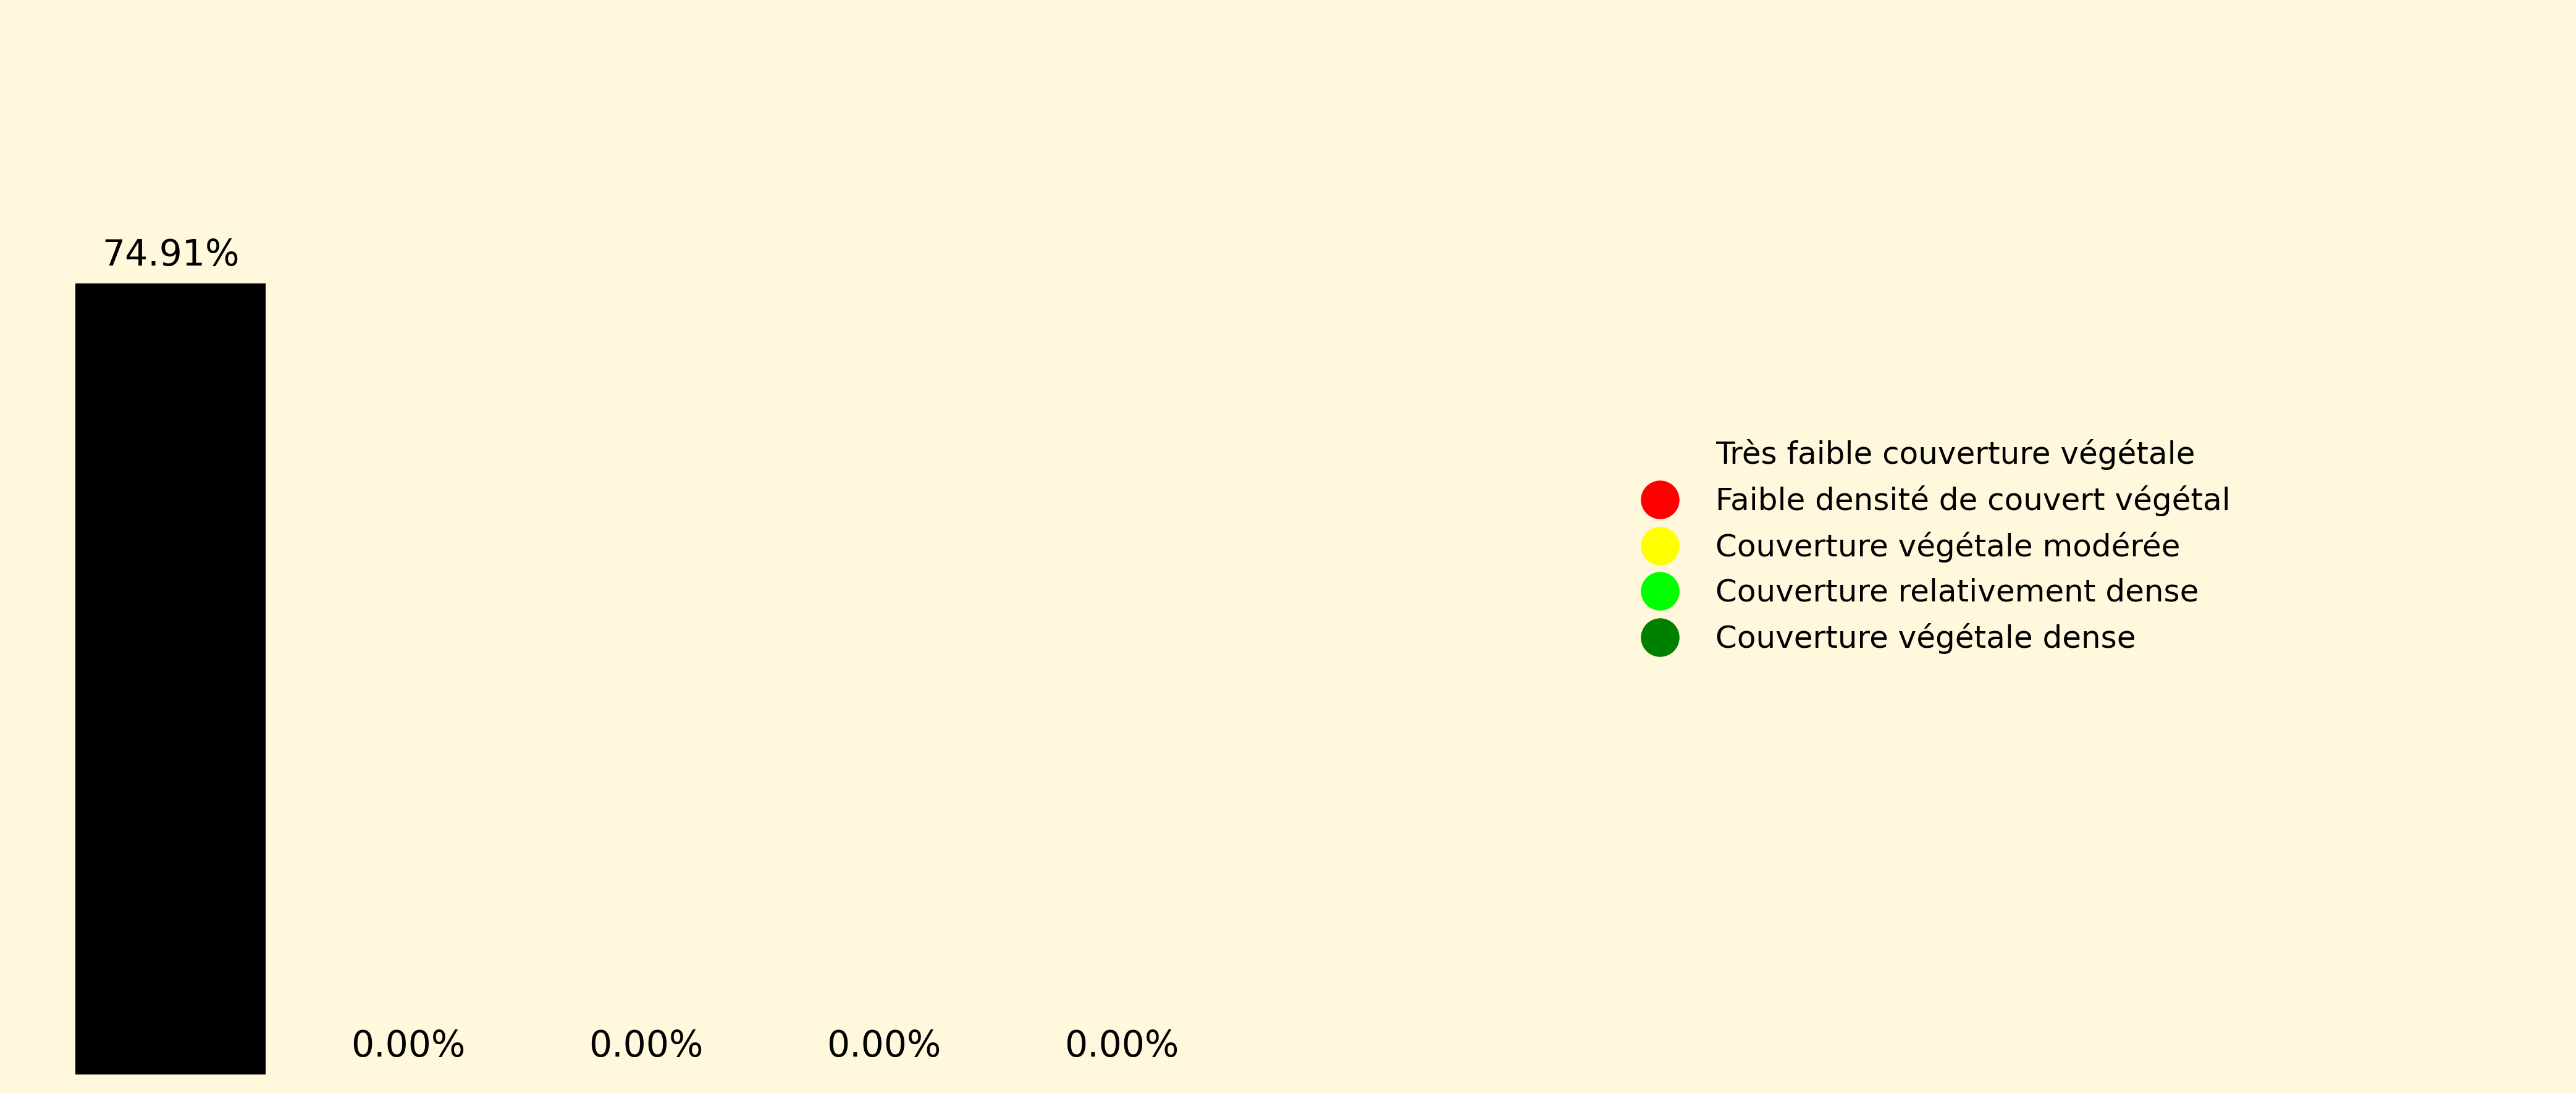 74.91%
0.00%
0.00%
0.00%
0.00%
Très faible couverture végétale
Faible densité de couvert végétal
Couverture végétale modérée
Couverture relativement dense
Couverture végétale dense